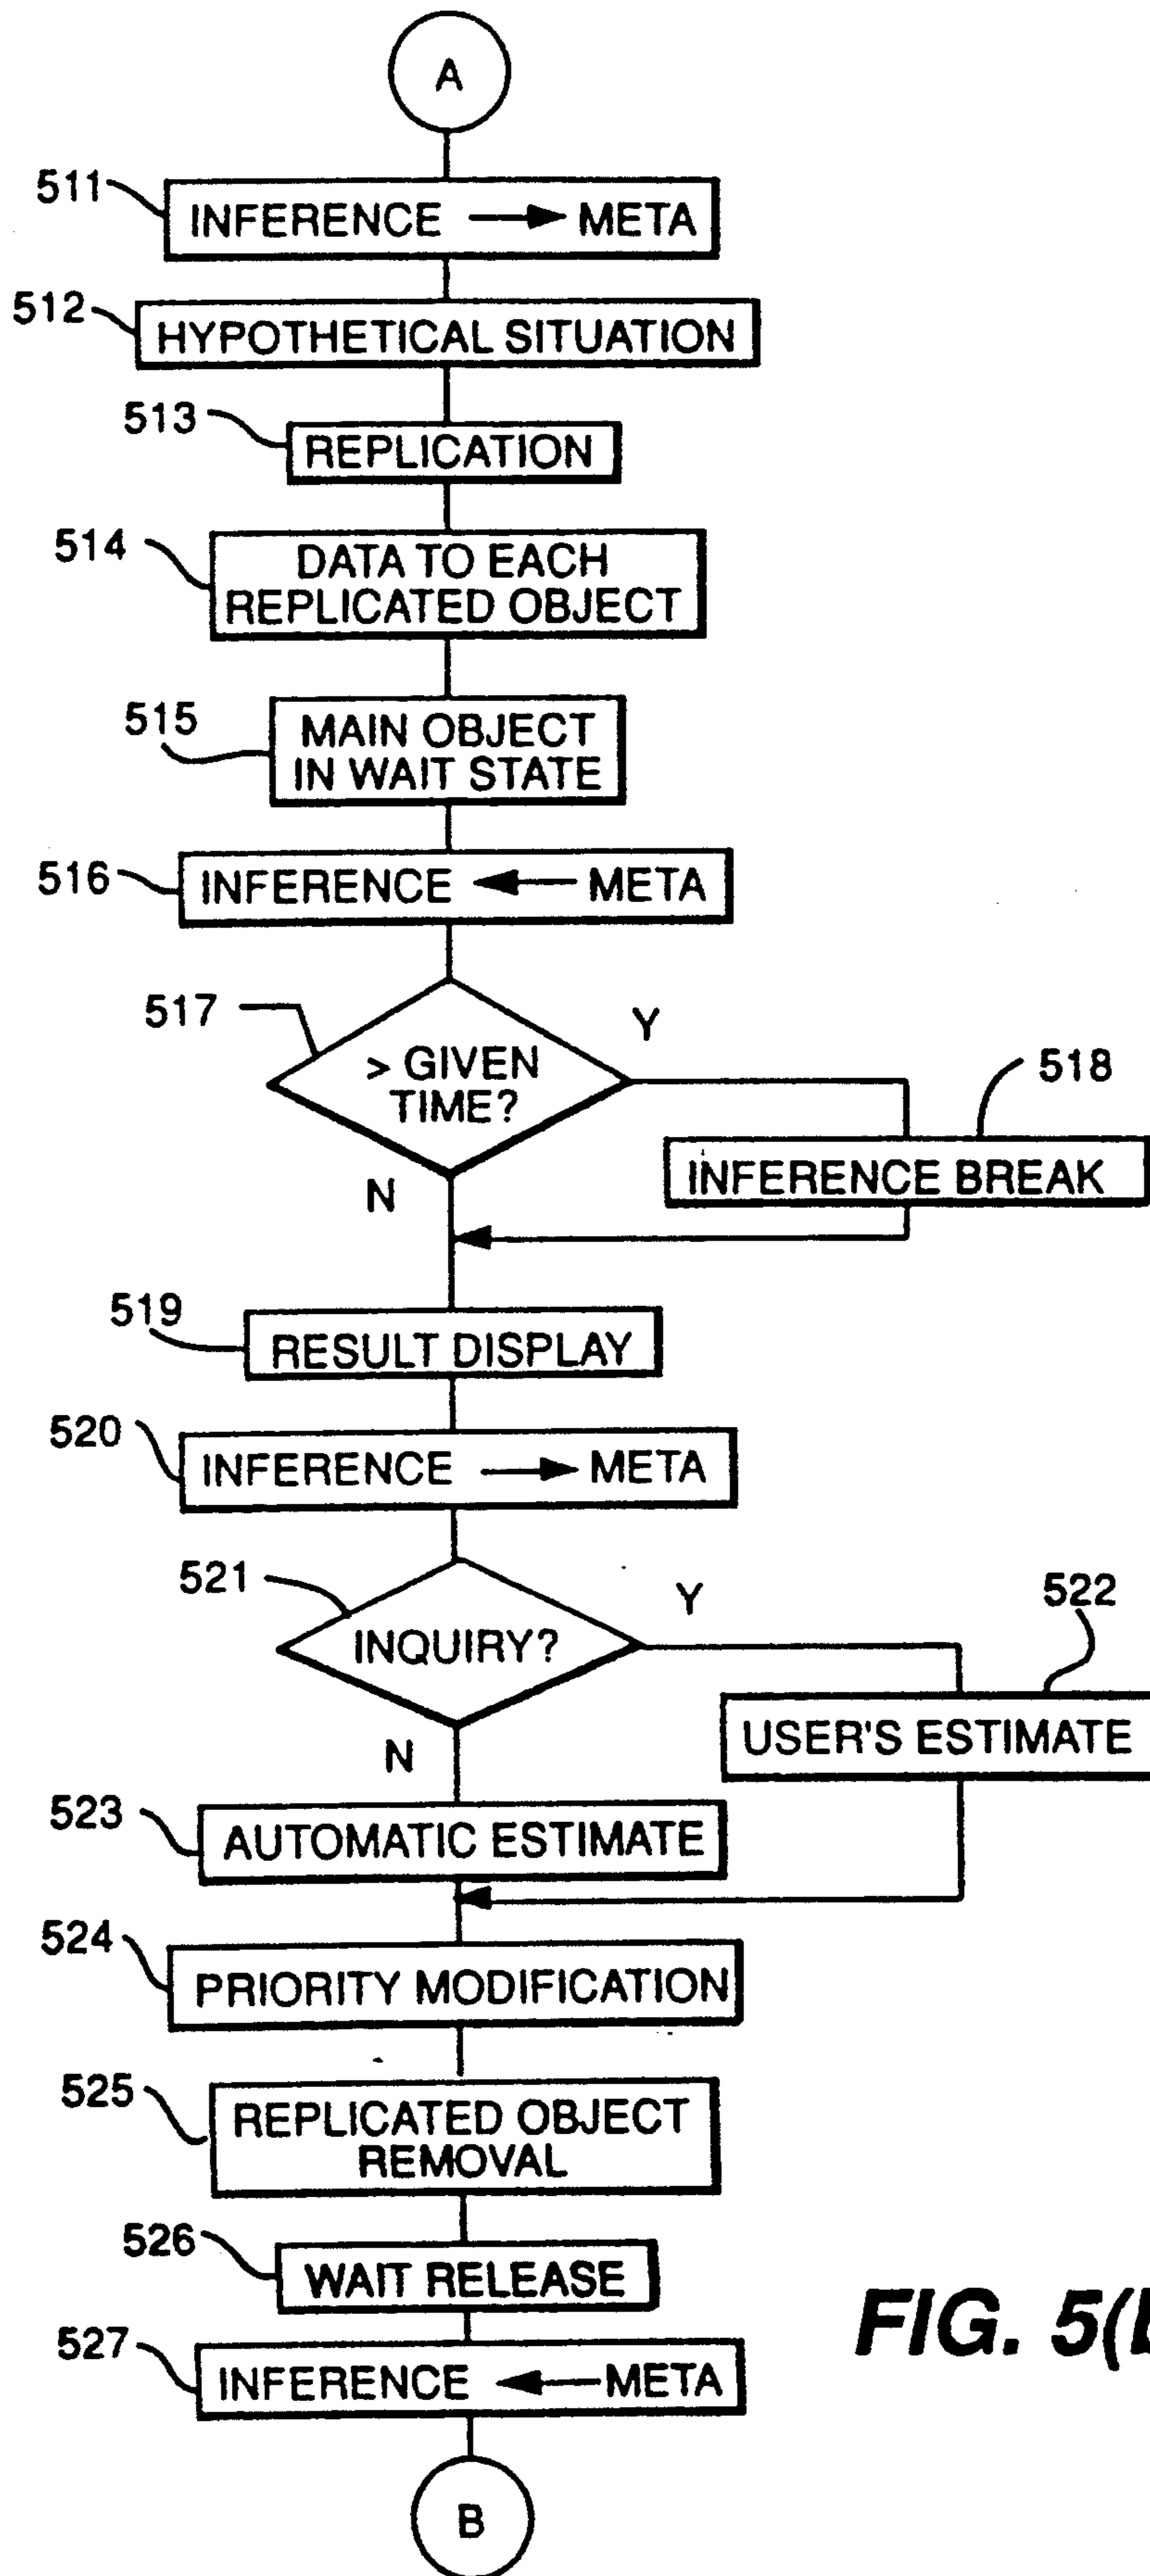 A
511
INFERENCE → META
512
HYPOTHETICAL SITUATION
513
REPLICATION
514
DATA TO EACH
REPLICATED OBJECT
515
MAIN OBJECT
IN WAIT STATE
516
INFERENCE ← META
517
> GIVEN
TIME?
Y
N
518
INFERENCE BREAK
519
RESULT DISPLAY
520
INFERENCE → META
521
INQUIRY?
Y
N
522
USER'S ESTIMATE
523
AUTOMATIC ESTIMATE
524
PRIORITY MODIFICATION
525
REPLICATED OBJECT
REMOVAL
526
WAIT RELEASE
527
INFERENCE ← META
B
FIG.